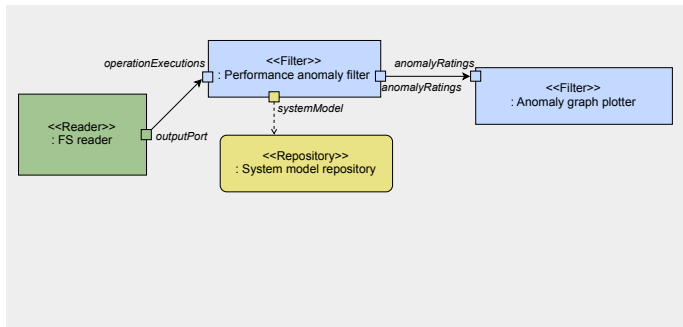 operationExecutions
<<Filter>>
: Performance anomaly filter
anomalyRatings
anomalyRatings
<<Filter>>
: Anomaly graph plotter
systemModel
<<Reader>>
: FS reader
outputPort
<<Repository>>
: System model repository